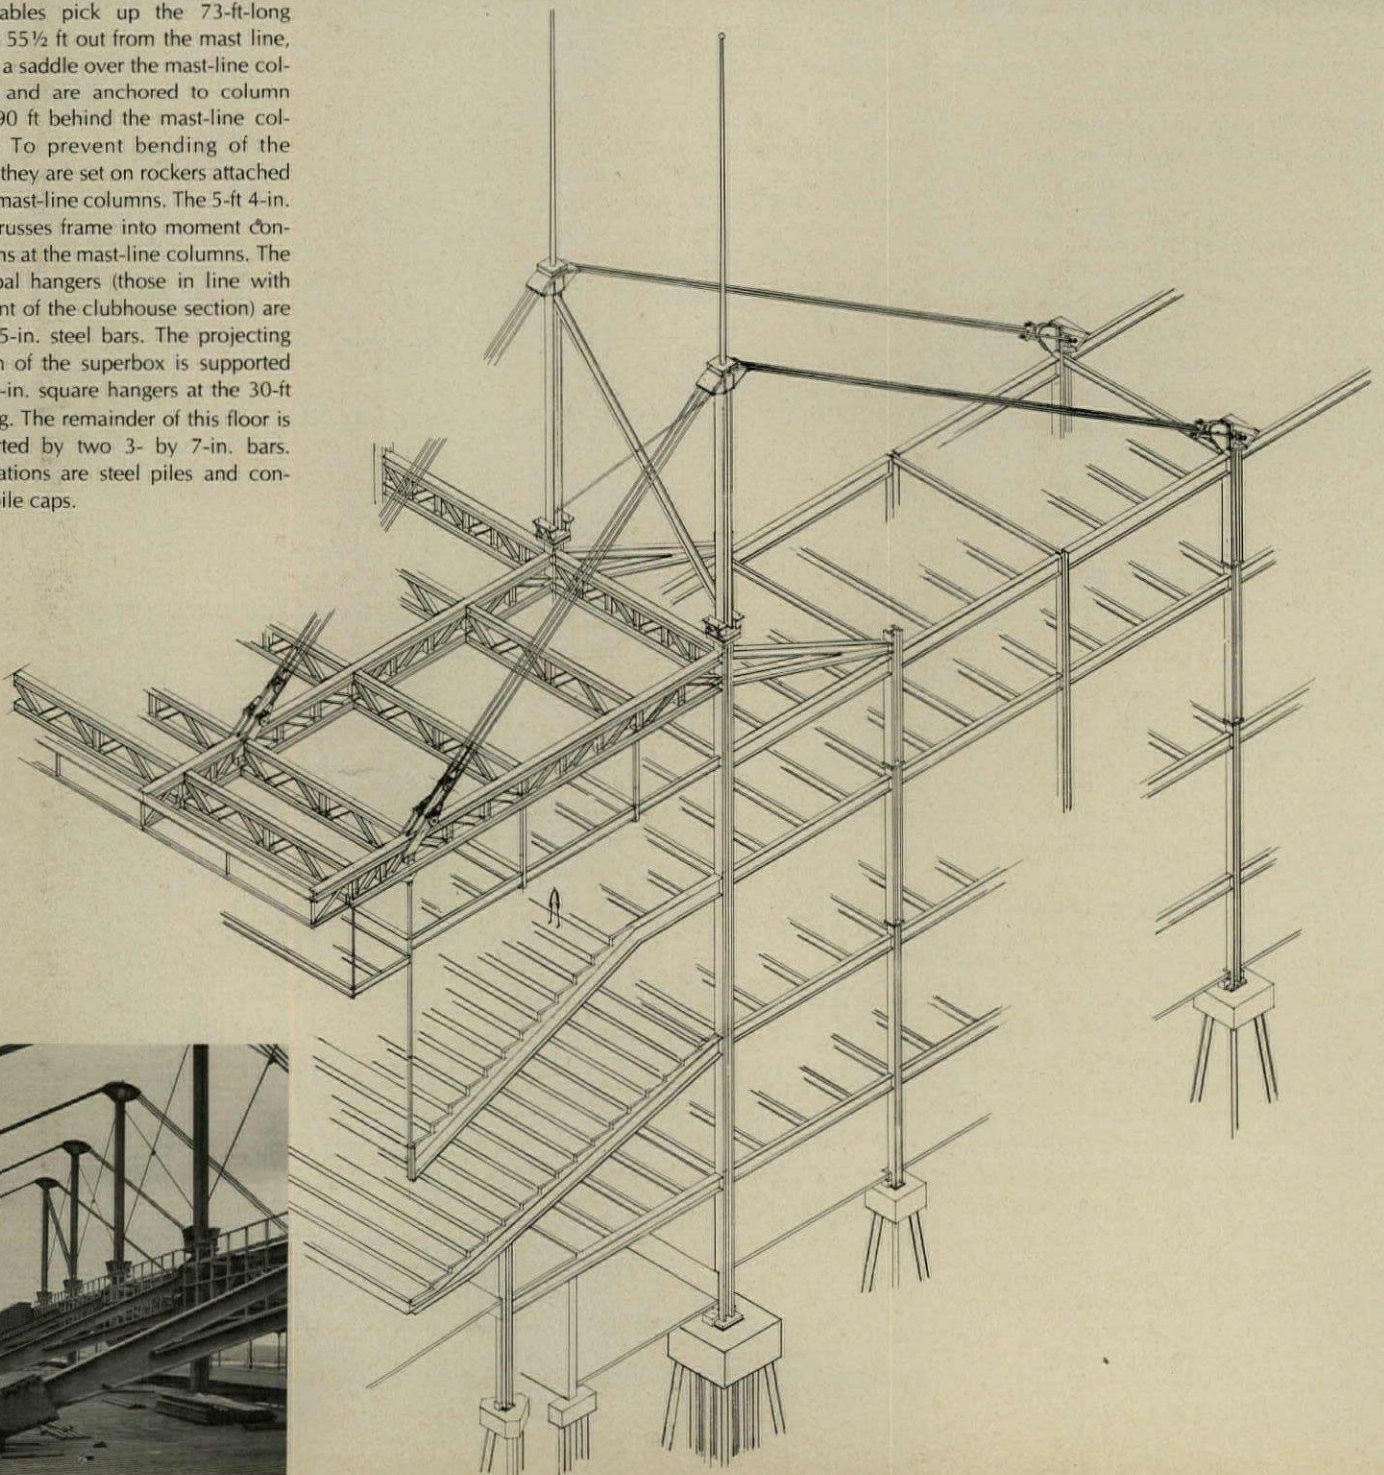 ables pick up the 73-ft-long
55½ ft out from the mast line,
a saddle over the mast-line col-
and are anchored to column
90 ft behind the mast-line col-
To prevent bending of the
they are set on rockers attached
mast-line columns. The 5-ft 4-in.
russes frame into moment con-
ns at the mast-line columns. The
pal hangers (those in line with
nt of the clubhouse section) are
5-in. steel bars. The projecting
n of the superbox is supported
-in. square hangers at the 30-ft
g. The remainder of this floor is
ted by two 3- by 7-in. bars.
ations are steel piles and con-
pile caps.